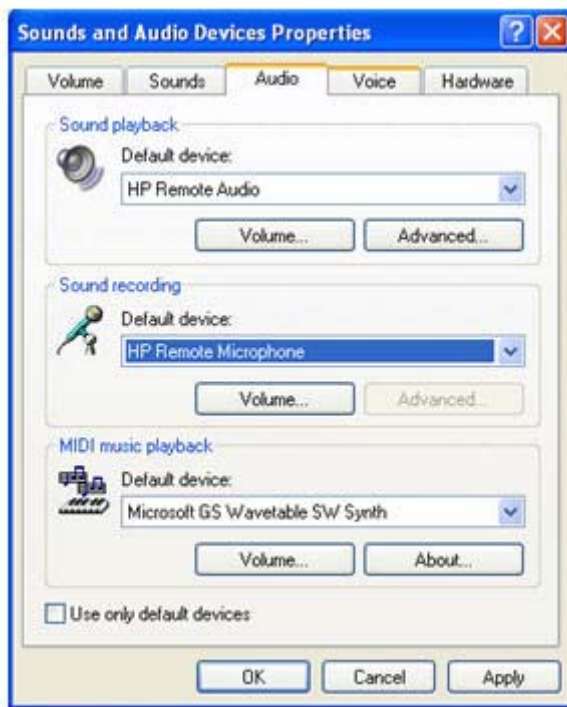 Sounds and Audio Devices Properties
Volume Sounds Audio Voice Hardware
Sound playback
Default device:
HP Remote Audio
Volume... Advanced...
Sound recording
Default device:
HP Remote Microphone
Volume... Advanced...
MIDI music playback
Default device:
Microsoft GS Wavetable SW Synth
Volume... About...
Use only default devices
OK Cancel Apply